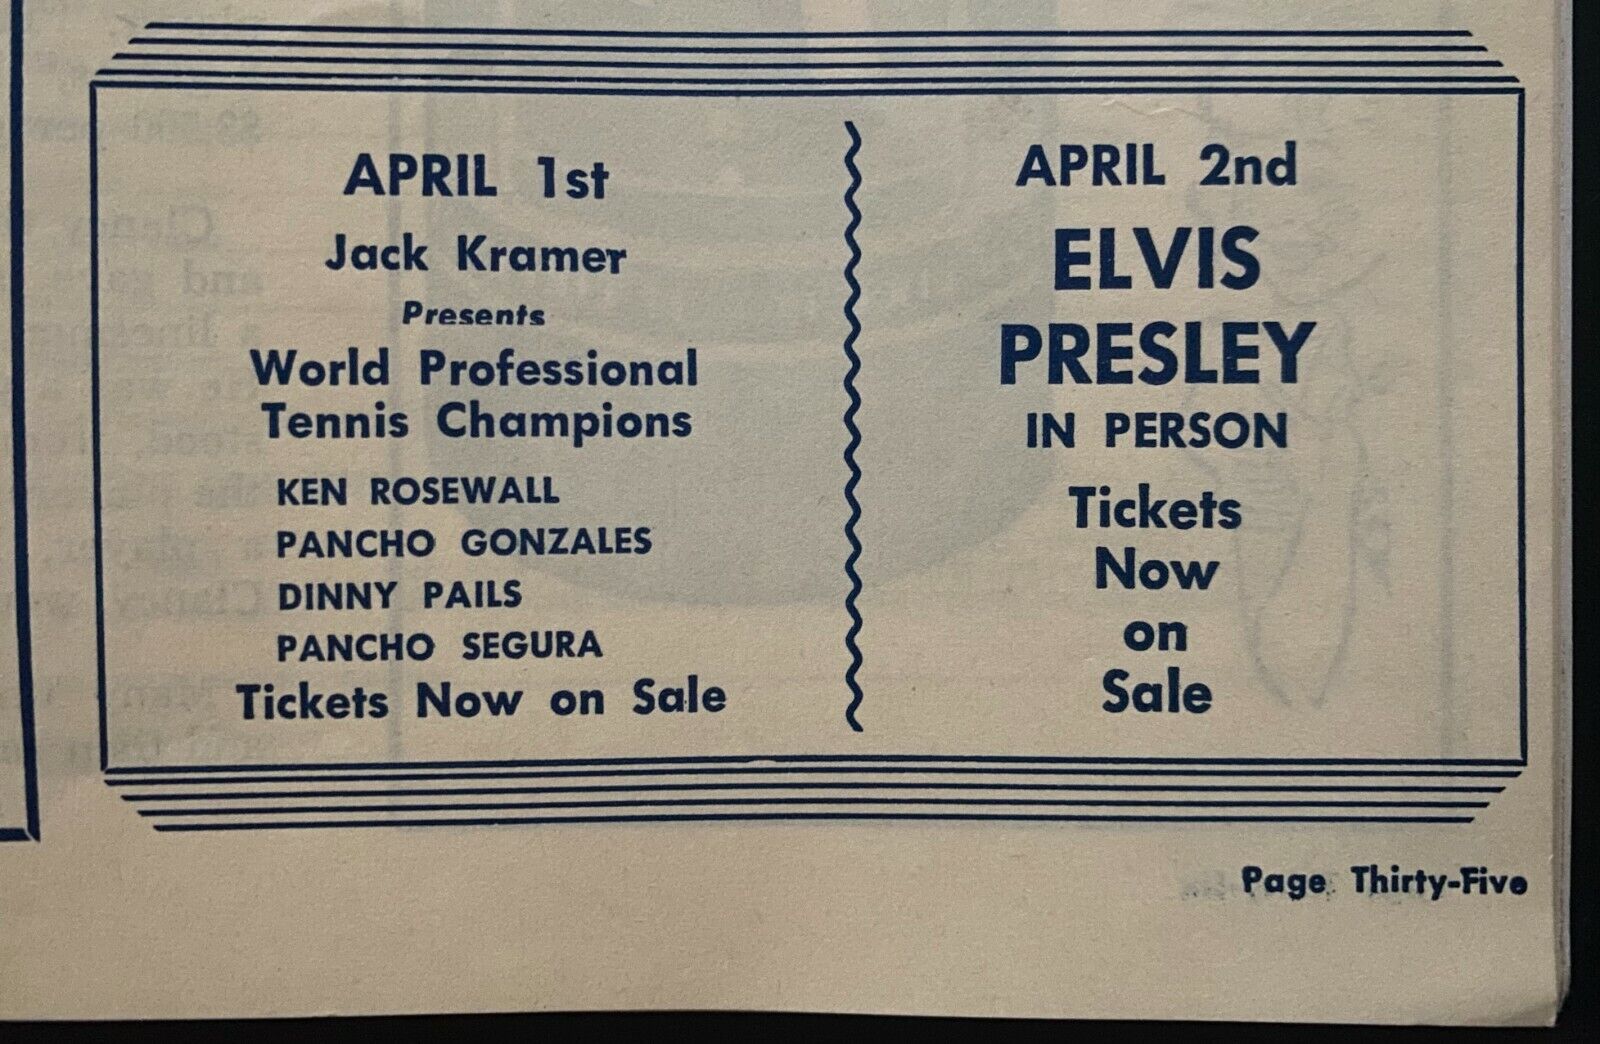 APRIL 1st
Jack Kramer
Presents
World Professional
Tennis Champions
KEN ROSEWALL
PANCHO GONZALES
DINNY PAILS
PANCHO SEGURA
Tickets Now on Sale
APRIL 2nd
ELVIS
PRESLEY
IN PERSON
Tickets
Now
on
Sale
Page Thirty-Five